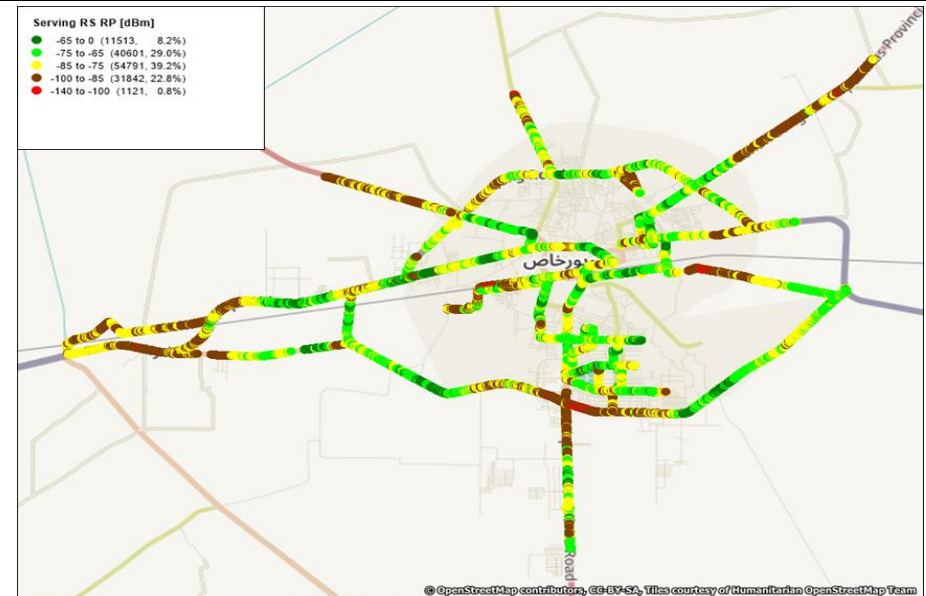 Serving RS RP [dBm]
-65 to 0 (11513, 8.2%)
-75 to -65 (40601, 29.0%)
-85 to -75 (54791, 39.2%)
-100 to -85 (31842, 22.8%)
-140 to -100 (1121, 0.8%)
پورخاص
Road
© OpenStreetMap contributors, CC-BY-SA, Tiles courtesy of Humanitarian OpenStreetMap Team